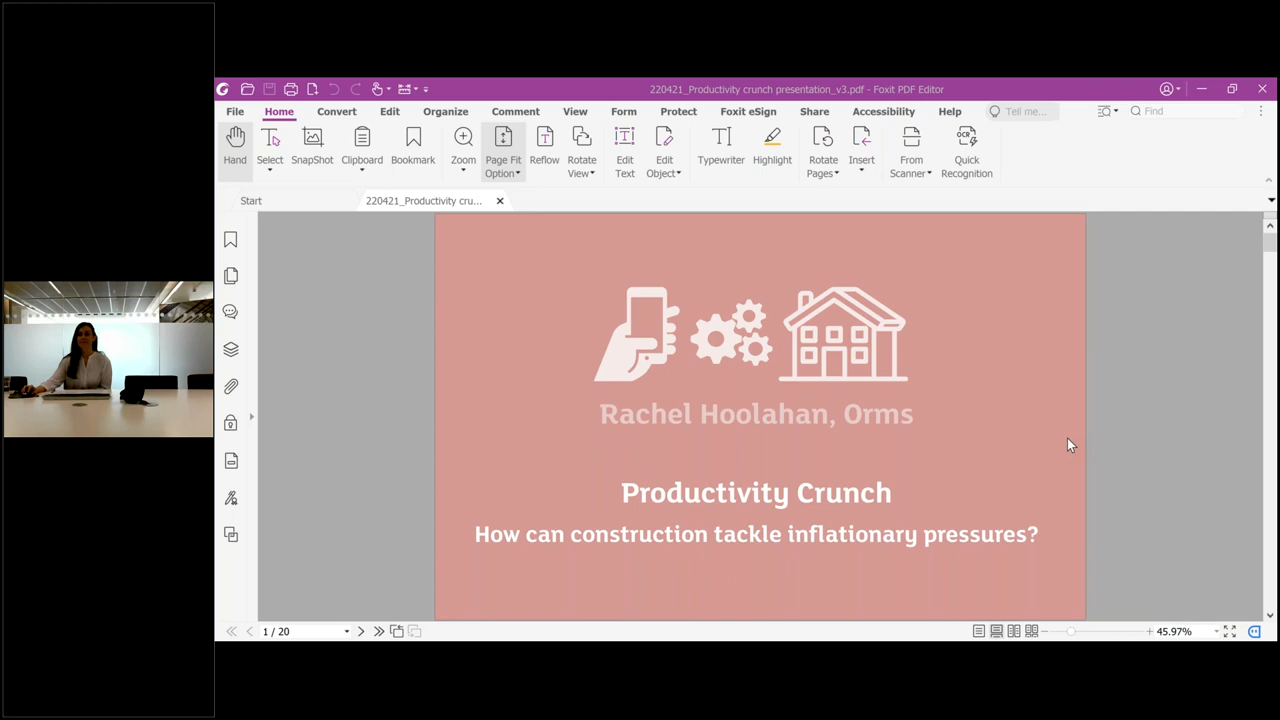 220421_Productivity crunch presentation_v3.pdf - Foxit PDF Editor
File Home Convert Edit Organize Comment View Form Protect Foxit eSign Share Accessibility Help Tell me... Find
Hand Select SnapShot Clipboard Bookmark Zoom Page Fit Option Reflow Rotate View Edit Text Edit Object Typewriter Highlight Rotate Pages Insert From Scanner Quick Recognition
Start 220421_Productivity cru...
Rachel Hoolahan, Orms
Productivity Crunch
How can construction tackle inflationary pressures?
1 / 20 45.97%